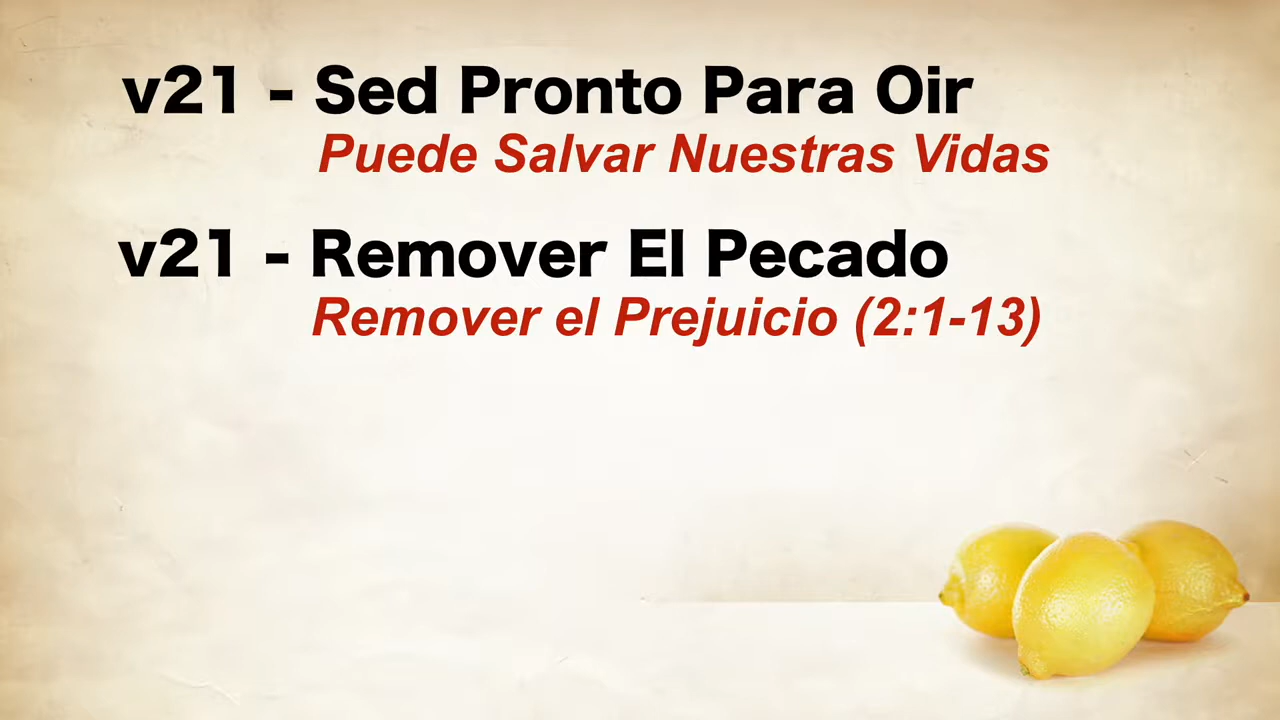 v21 - Sed Pronto Para Oir
Puede Salvar Nuestras Vidas
v21 - Remover El Pecado
Remover el Prejuicio (2:1-13)